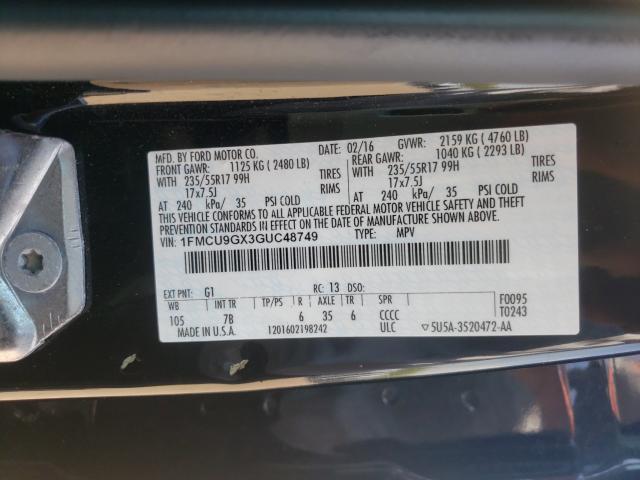 MFD. BY FORD MOTOR CO. DATE: 02/16 GVWR: 2159 KG ( 4760 LB)
FRONT GAWR: 1125 KG ( 2480 LB) REAR GAWR: 1040 KG ( 2293 LB)
WITH 235/55R17 99H TIRES WITH 235/55R17 99H TIRES
17x7.5J RIMS 17x7.5J RIMS
AT 240 kPa/ 35 PSI COLD AT 240 kPa/ 35 PSI COLD
THIS VEHICLE CONFORMS TO ALL APPLICABLE FEDERAL MOTOR VEHICLE SAFETY AND THEFT
PREVENTION STANDARDS IN EFFECT ON THE DATE OF MANUFACTURE SHOWN ABOVE.
VIN: 1FMCU9GX3GUC48749 TYPE: MPV
EXT PNT: G1 RC: 13 DSO:
WB INT TR TP/PS R AXLE TR SPR F0095
105 7B 6 35 6 CCCC T0243
MADE IN U.S.A. 1201602198242 ULC 5U5A-3520472-AA